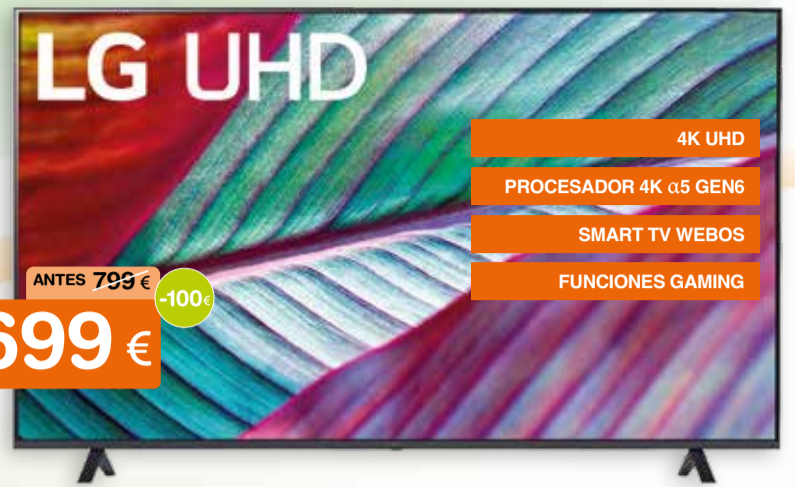 LG UHD
4K UHD
PROCESADOR 4K α5 GEN6
SMART TV WEBOS
FUNCIONES GAMING
ANTES 799 €
-100€
699 €